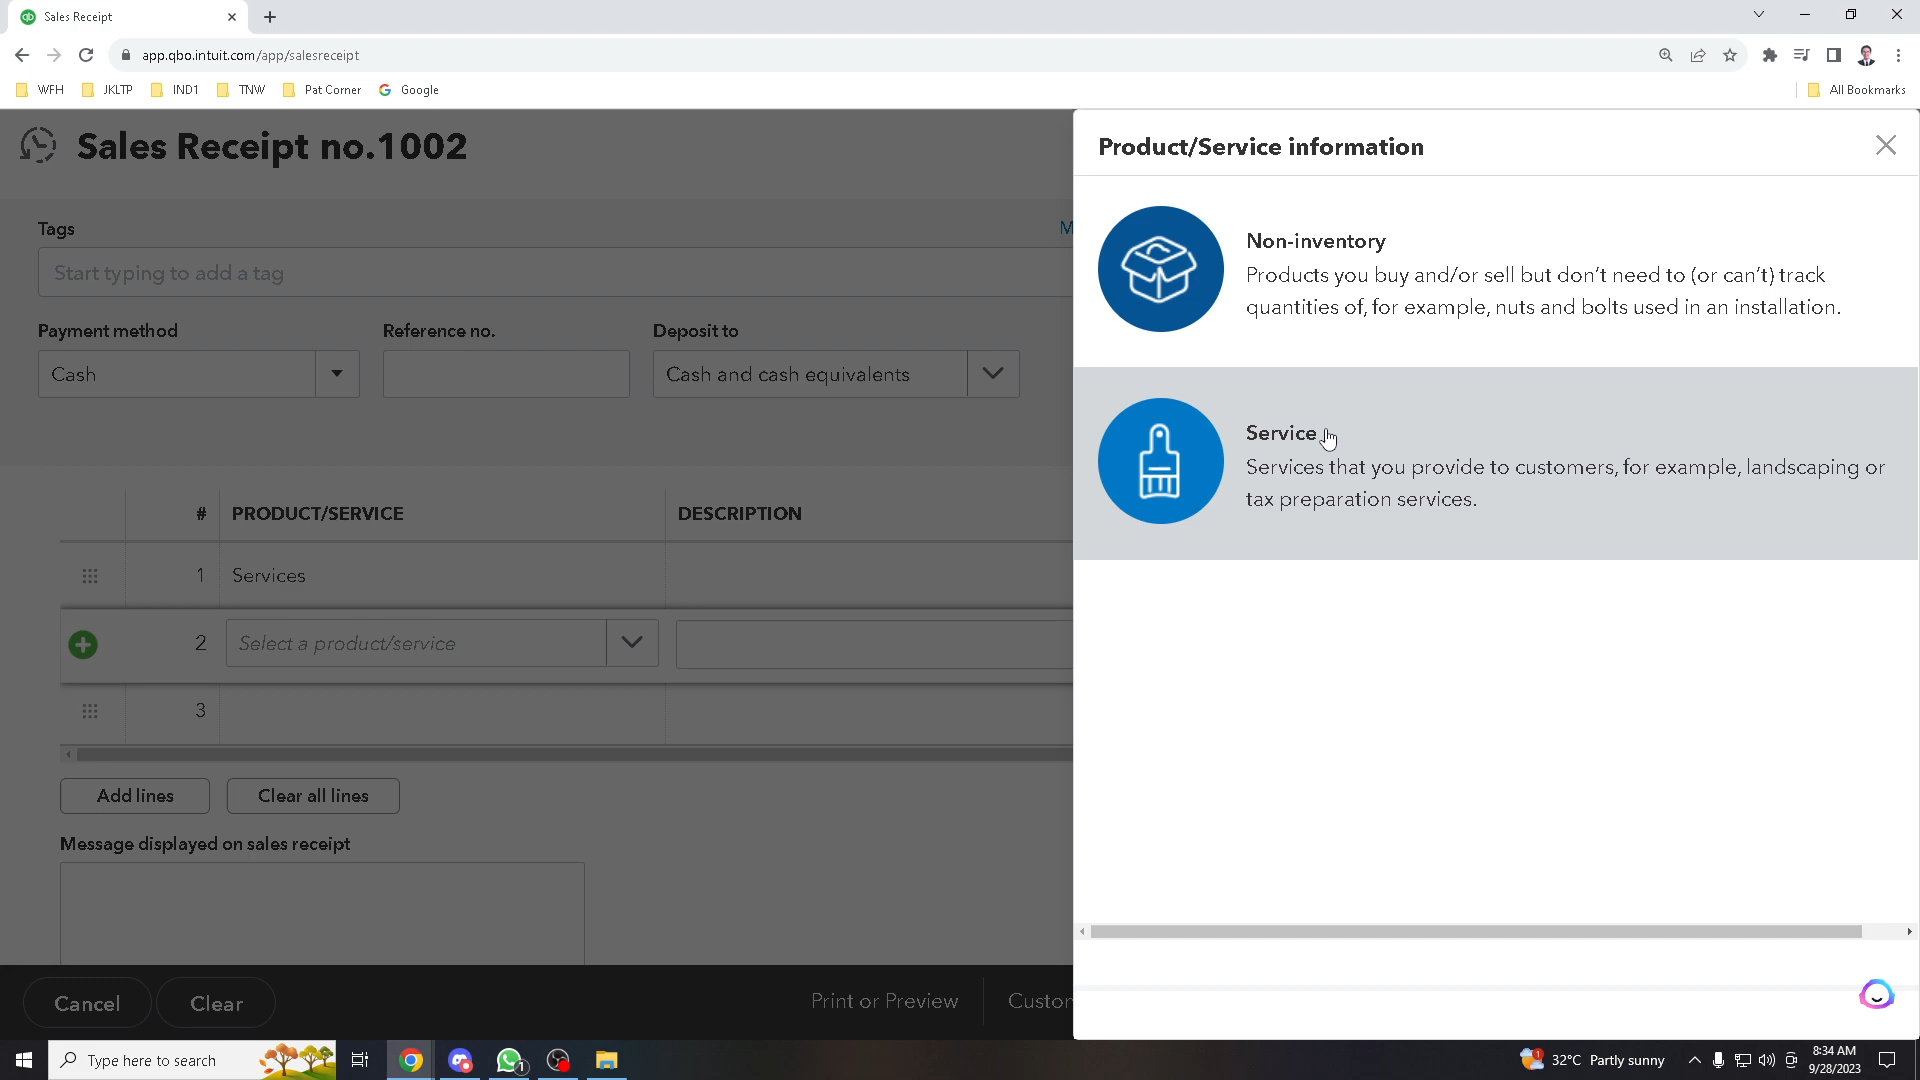 Sales Receipt
app.qbo.intuit.com/app/salesreceipt
WFH
JKLTP
IND1
TNW
Pat Corner
Google
All Bookmarks
Sales Receipt no.1002
Tags
M
Start typing to add a tag
Payment method
Reference no.
Deposit to
Cash
Cash and cash equivalents
# PRODUCT/SERVICE DESCRIPTION
1 Services
2 Select a product/service
3
Add lines
Clear all lines
Message displayed on sales receipt
Cancel
Clear
Print or Preview
Custor
Product/Service information
Non-inventory
Products you buy and/or sell but don't need to (or can't) track
quantities of, for example, nuts and bolts used in an installation.
Service
Services that you provide to customers, for example, landscaping or
tax preparation services.
Type here to search
1
1
32°C Partly sunny
8:34 AM
9/28/2023